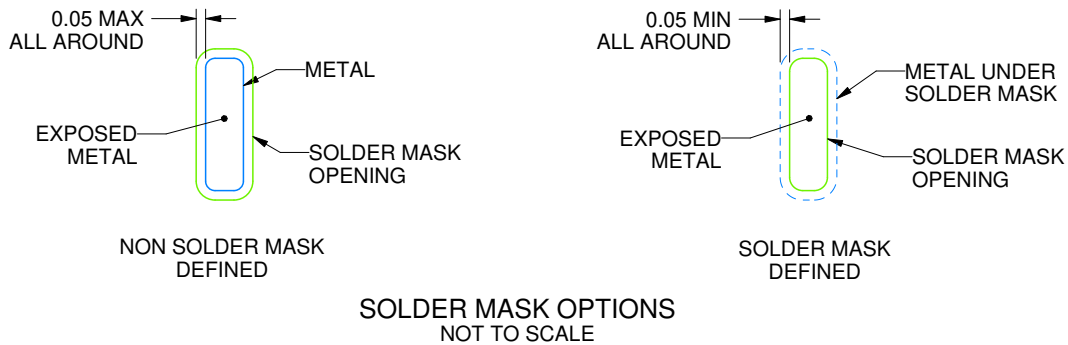 0.05 MAX
ALL AROUND
METAL
EXPOSED
METAL
SOLDER MASK
OPENING
NON SOLDER MASK
DEFINED
0.05 MIN
ALL AROUND
METAL UNDER
SOLDER MASK
EXPOSED
METAL
SOLDER MASK
OPENING
SOLDER MASK
DEFINED
SOLDER MASK OPTIONS
NOT TO SCALE